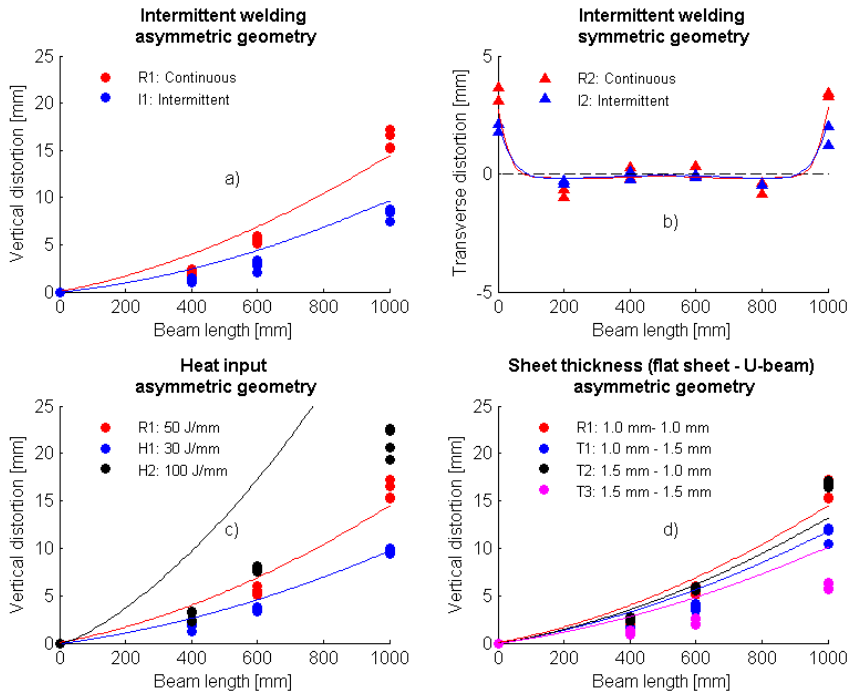 Intermittent welding
asymmetric geometry
Vertical distortion [mm]
25
20
15
10
5
0
R1: Continuous
I1: Intermittent
a)
0 200 400 600 800 1000
Beam length [mm]
Intermittent welding
symmetric geometry
Transverse distortion [mm]
5
0
-5
R2: Continuous
I2: Intermittent
b)
0 200 400 600 800 1000
Beam length [mm]
Heat input
asymmetric geometry
Vertical distortion [mm]
25
20
15
10
5
0
R1: 50 J/mm
H1: 30 J/mm
H2: 100 J/mm
c)
0 200 400 600 800 1000
Beam length [mm]
Sheet thickness (flat sheet - U-beam)
asymmetric geometry
Vertical distortion [mm]
25
20
15
10
5
0
R1: 1.0 mm- 1.0 mm
T1: 1.0 mm - 1.5 mm
T2: 1.5 mm - 1.0 mm
T3: 1.5 mm - 1.5 mm
d)
0 200 400 600 800 1000
Beam length [mm]